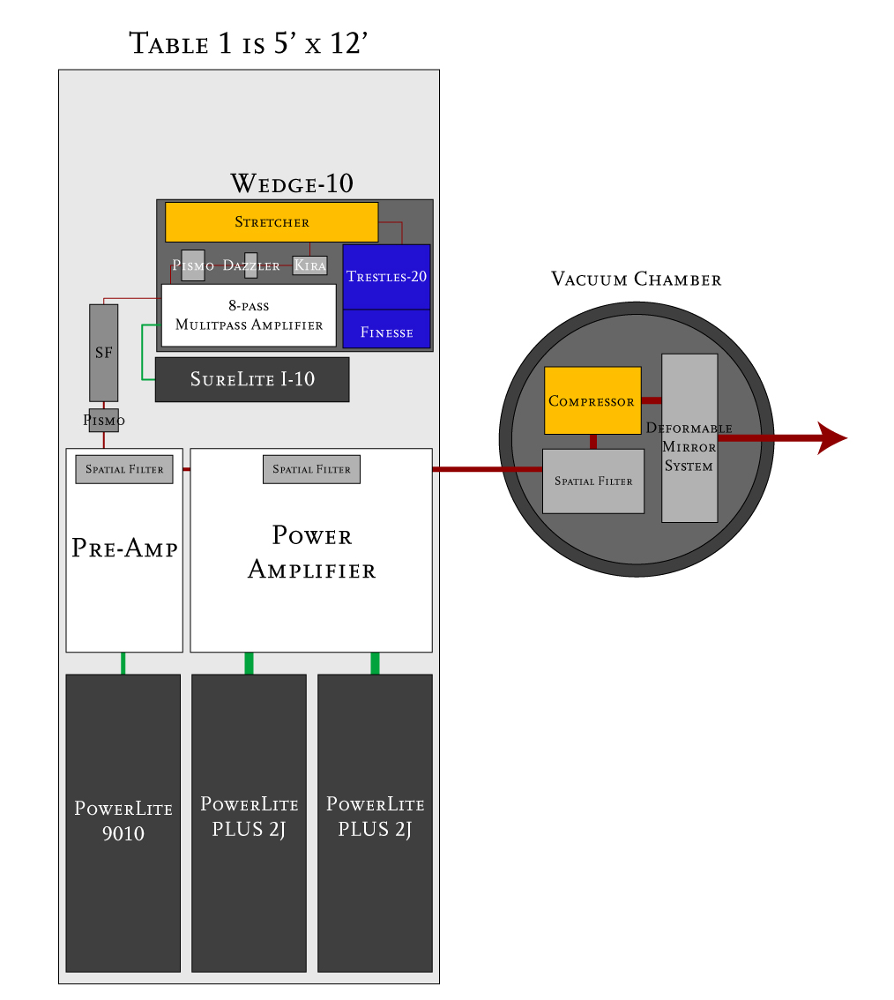 Table 1 is 5’ x 12’
Wedge-10
Stretcher
Pismo
Dazzler
Kira
Trestles-20
Finesse
8-pass
Mulitpass Amplifier
SF
SureLite I-10
Pismo
Spatial Filter
Spatial Filter
Pre-Amp
Power
Amplifier
PowerLite
9010
PowerLite
PLUS 2J
PowerLite
PLUS 2J
Vacuum Chamber
Compressor
Deformable
Mirror
System
Spatial Filter